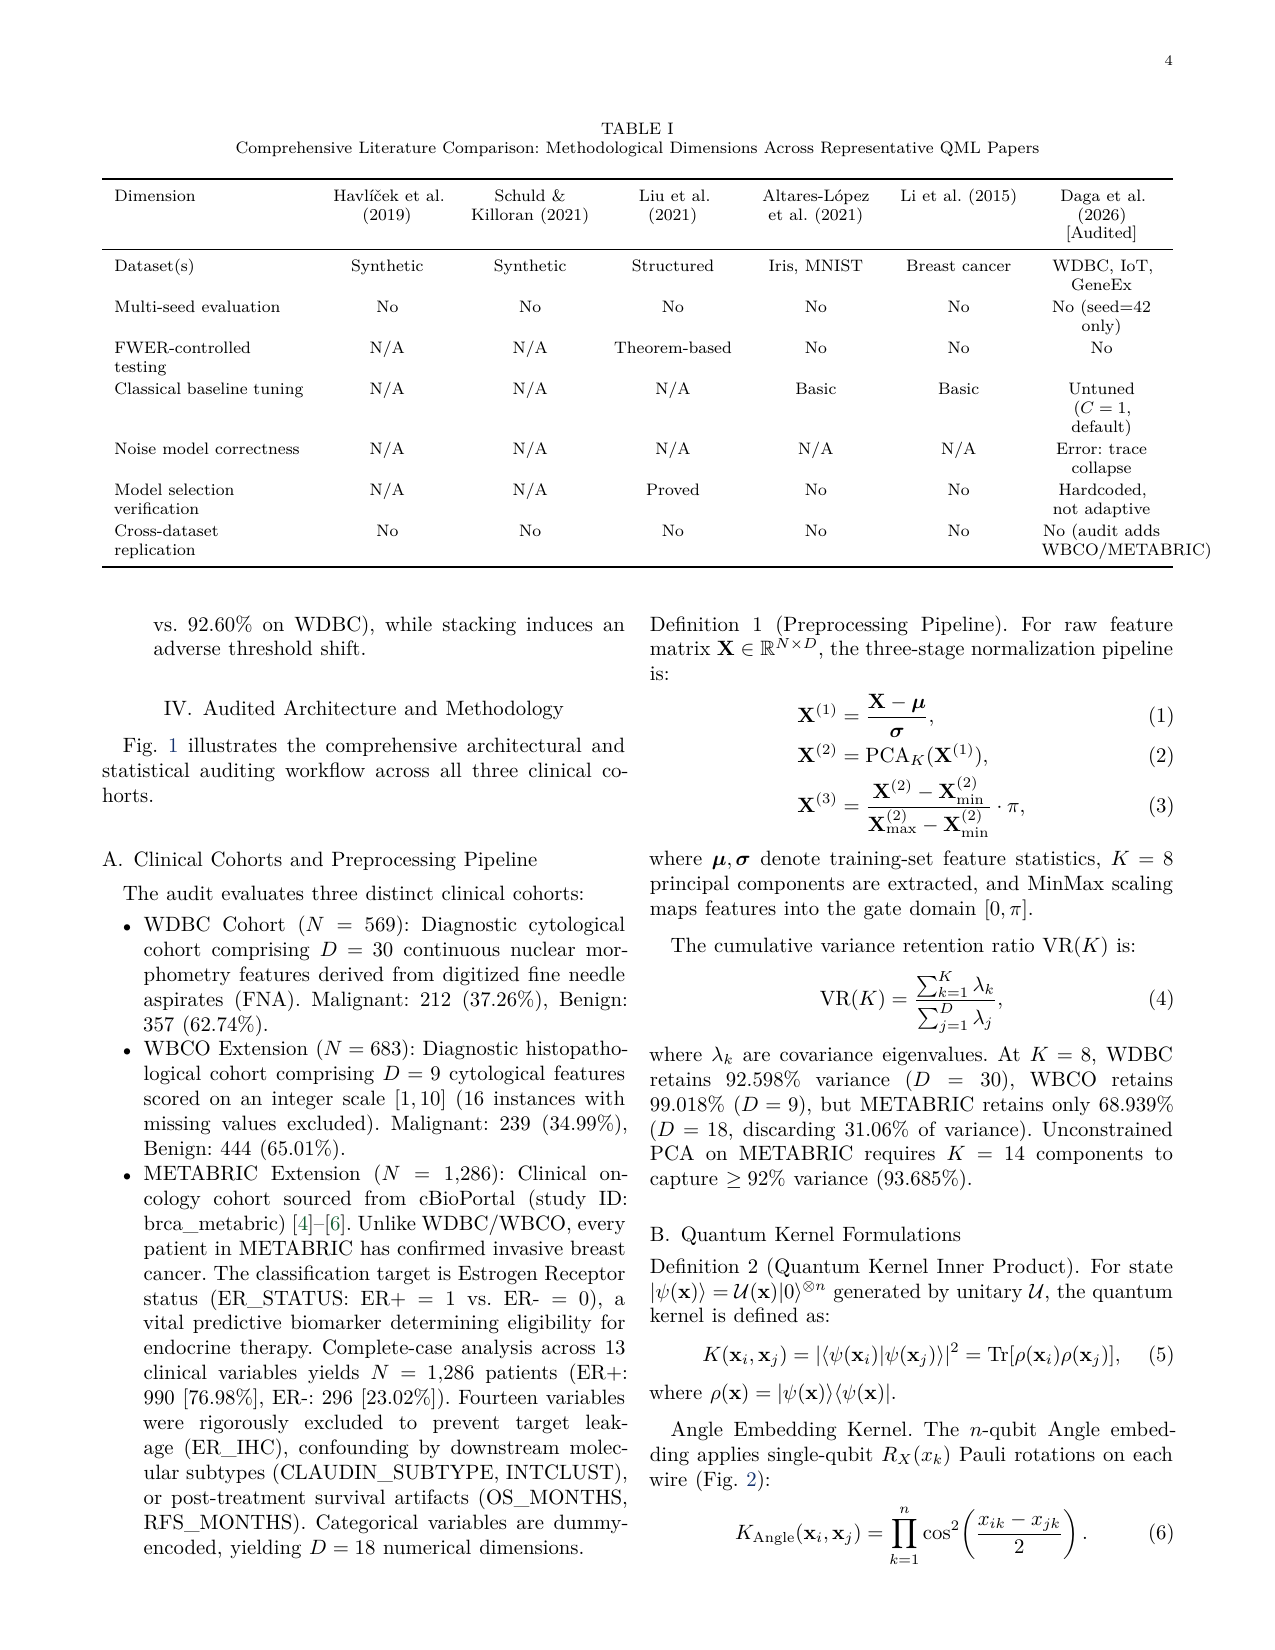 4
TABLE I
Comprehensive Literature Comparison: Methodological Dimensions Across Representative QML Papers
Dimension Havlíček et al. (2019) Schuld & Killoran (2021) Liu et al. (2021) Altares-López et al. (2021) Li et al. (2015) Daga et al. (2026) [Audited]
Dataset(s) Synthetic Synthetic Structured Iris, MNIST Breast cancer WDBC, IoT, GeneEx
Multi-seed evaluation No No No No No No (seed=42 only)
FWER-controlled testing N/A N/A Theorem-based No No No
Classical baseline tuning N/A N/A N/A Basic Basic Untuned (C = 1, default)
Noise model correctness N/A N/A N/A N/A N/A Error: trace collapse
Model selection verification N/A N/A Proved No No Hardcoded, not adaptive
Cross-dataset replication No No No No No No (audit adds WBCO/METABRIC)
vs. 92.60% on WDBC), while stacking induces an
adverse threshold shift.
IV. Audited Architecture and Methodology
Fig. 1 illustrates the comprehensive architectural and
statistical auditing workflow across all three clinical co-
horts.
A. Clinical Cohorts and Preprocessing Pipeline
The audit evaluates three distinct clinical cohorts:
• WDBC Cohort (N = 569): Diagnostic cytological
cohort comprising D = 30 continuous nuclear mor-
phometry features derived from digitized fine needle
aspirates (FNA). Malignant: 212 (37.26%), Benign:
357 (62.74%).
• WBCO Extension (N = 683): Diagnostic histopatho-
logical cohort comprising D = 9 cytological features
scored on an integer scale [1, 10] (16 instances with
missing values excluded). Malignant: 239 (34.99%),
Benign: 444 (65.01%).
• METABRIC Extension (N = 1,286): Clinical on-
cology cohort sourced from cBioPortal (study ID:
brca_metabric) [4]–[6]. Unlike WDBC/WBCO, every
patient in METABRIC has confirmed invasive breast
cancer. The classification target is Estrogen Receptor
status (ER_STATUS: ER+ = 1 vs. ER- = 0), a
vital predictive biomarker determining eligibility for
endocrine therapy. Complete-case analysis across 13
clinical variables yields N = 1,286 patients (ER+:
990 [76.98%], ER-: 296 [23.02%]). Fourteen variables
were rigorously excluded to prevent target leak-
age (ER_IHC), confounding by downstream molec-
ular subtypes (CLAUDIN_SUBTYPE, INTCLUST),
or post-treatment survival artifacts (OS_MONTHS,
RFS_MONTHS). Categorical variables are dummy-
encoded, yielding D = 18 numerical dimensions.
Definition 1 (Preprocessing Pipeline). For raw feature
matrix X ∈ ℝ^{N×D}, the three-stage normalization pipeline
is:
X^{(1)} = \frac{X − μ}{σ}, (1)
X^{(2)} = PCA_K(X^{(1)}), (2)
X^{(3)} = \frac{X^{(2)} − X^{(2)}_{min}}{X^{(2)}_{max} − X^{(2)}_{min}} · π, (3)
where μ, σ denote training-set feature statistics, K = 8
principal components are extracted, and MinMax scaling
maps features into the gate domain [0, π].
The cumulative variance retention ratio VR(K) is:
VR(K) = \frac{∑_{k=1}^{K} λ_k}{∑_{j=1}^{D} λ_j}, (4)
where λ_k are covariance eigenvalues. At K = 8, WDBC
retains 92.598% variance (D = 30), WBCO retains
99.018% (D = 9), but METABRIC retains only 68.939%
(D = 18, discarding 31.06% of variance). Unconstrained
PCA on METABRIC requires K = 14 components to
capture ≥ 92% variance (93.685%).
B. Quantum Kernel Formulations
Definition 2 (Quantum Kernel Inner Product). For state
|ψ(x)⟩ = 𝒰(x)|0⟩^{⊗n} generated by unitary 𝒰, the quantum
kernel is defined as:
K(x_i, x_j) = |⟨ψ(x_i)|ψ(x_j)⟩|^2 = Tr[ρ(x_i)ρ(x_j)], (5)
where ρ(x) = |ψ(x)⟩⟨ψ(x)|.
Angle Embedding Kernel. The n-qubit Angle embed-
ding applies single-qubit R_X(x_k) Pauli rotations on each
wire (Fig. 2):
K_{Angle}(x_i, x_j) = ∏_{k=1}^{n} cos^2(\frac{x_{ik} − x_{jk}}{2}). (6)